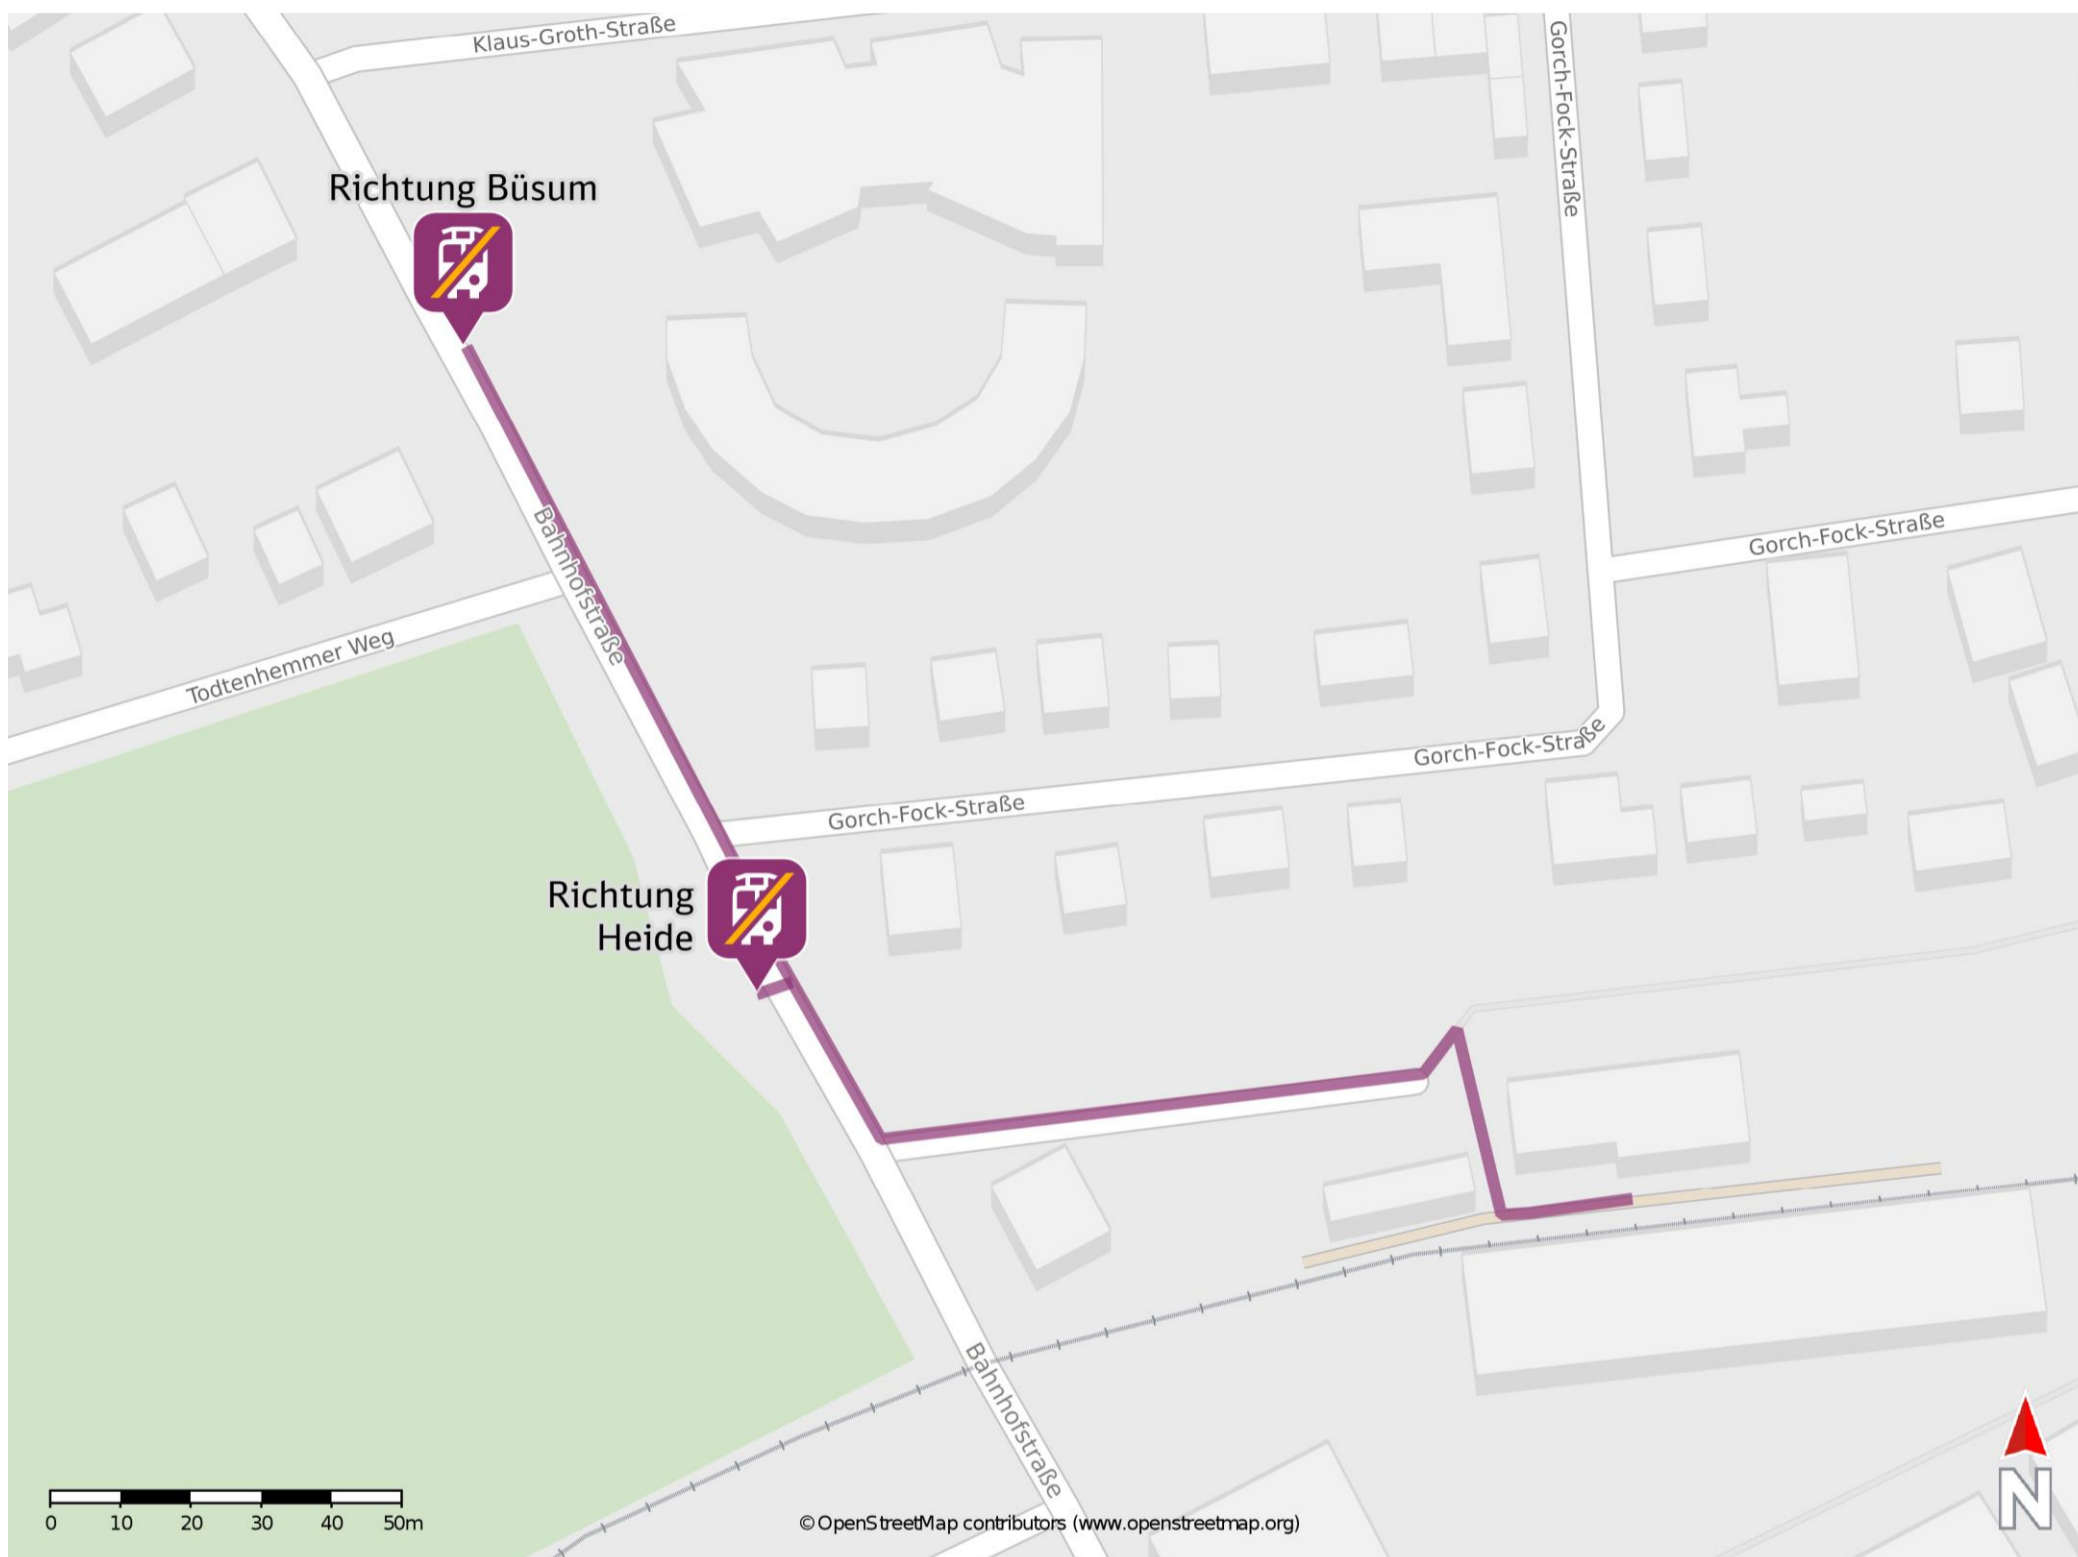 Klaus-Groth-Straße
Gorch-Fock-Straße
Richtung Büsum
Bahnhofstraße
Gorch-Fock-Straße
Todtenhemmer Weg
Gorch-Fock-Straße
Gorch-Fock-Straße
Richtung
Heide
Bahnhofstraße
N
0 10 20 30 40 50m
© OpenStreetMap contributors (www.openstreetmap.org)